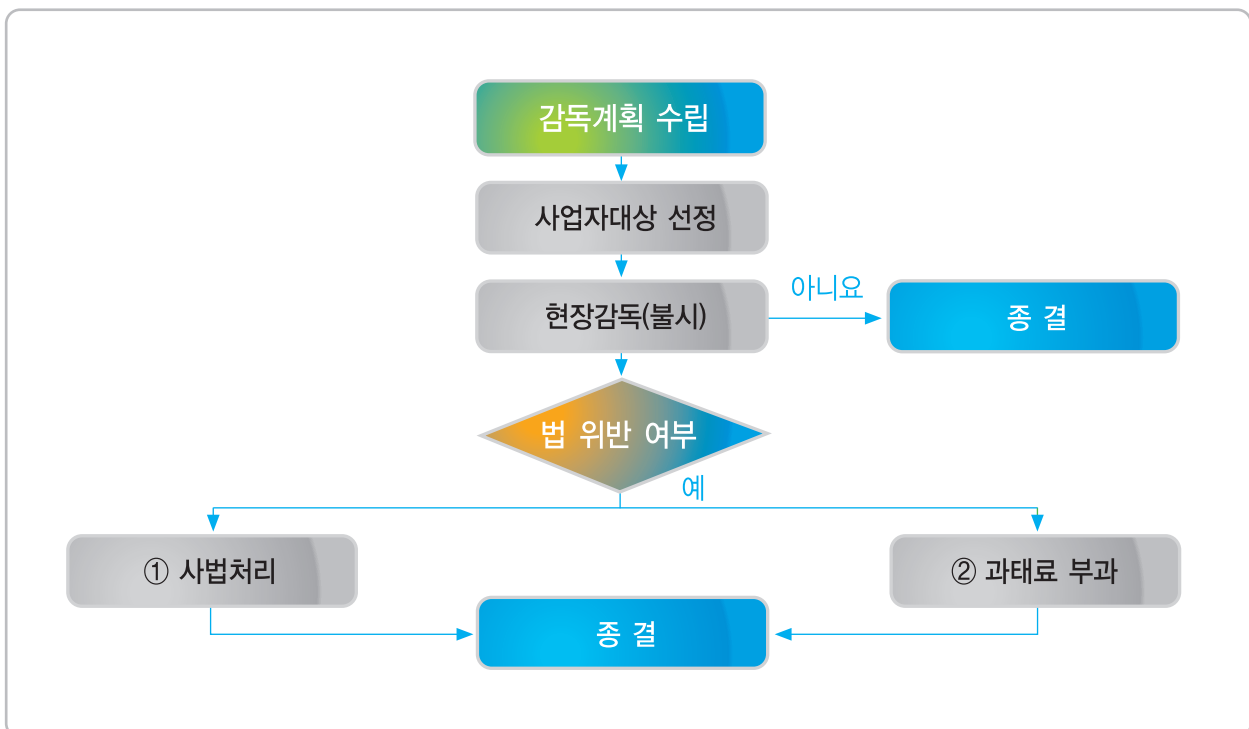 감독계획 수립
사업자대상 선정
현장감독(불시)
아니요
종 결
법 위반 여부
예
① 사법처리
② 과태료 부과
종 결